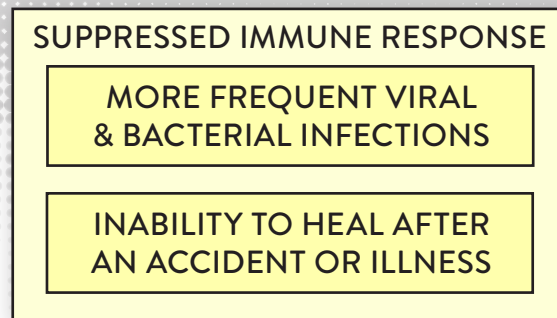 SUPPRESSED IMMUNE RESPONSE
MORE FREQUENT VIRAL
& BACTERIAL INFECTIONS
INABILITY TO HEAL AFTER
AN ACCIDENT OR ILLNESS